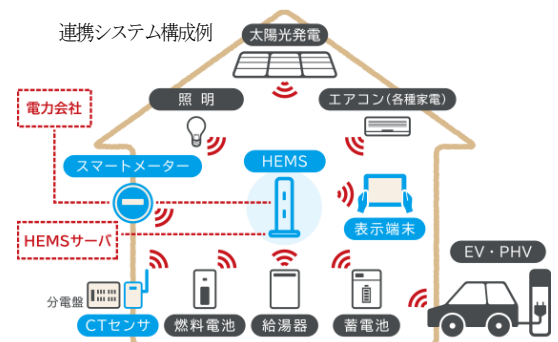 連携システム構成例
太陽光発電
照明
エアコン(各種家電)
電力会社
スマートメーター
HEMS
HEMSサーバ
表示端末
EV・PHV
分電盤
CTセンサ
燃料電池
給湯器
蓄電池